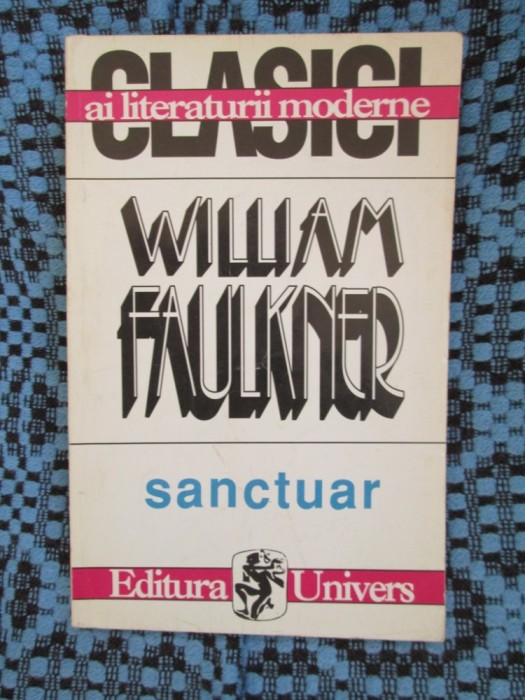 CLASICI
ai literaturii moderne
WILLIAM
FAULKNER
sanctuar
Editura Univers